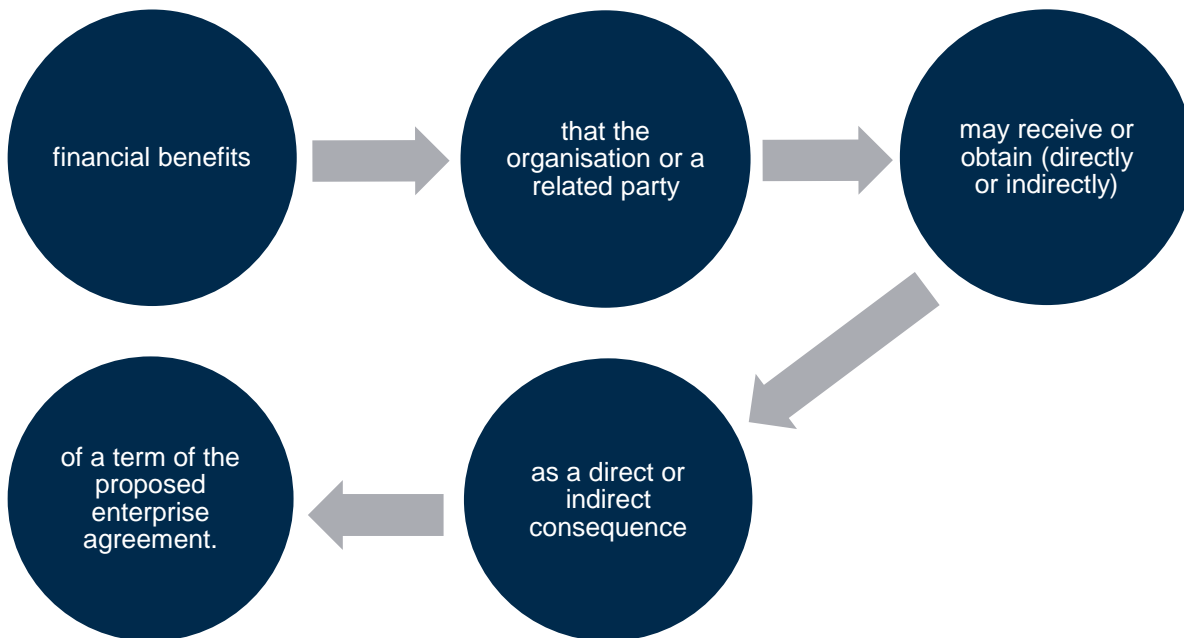 financial benefits
that the
organisation or a
related party
may receive or
obtain (directly
or indirectly)
as a direct or
indirect
consequence
of a term of the
proposed
enterprise
agreement.